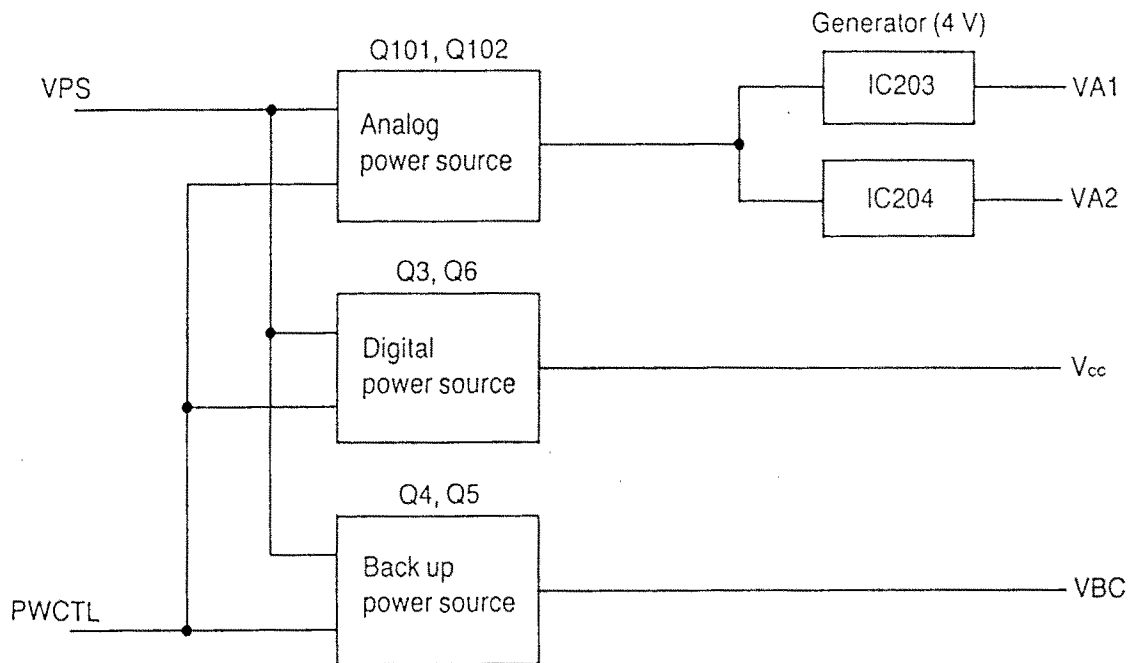 Generator (4 V)
Q101, Q102
VPS
IC203
VA1
Analog
power source
IC204
VA2
Q3, Q6
Digital
power source
Vcc
Q4, Q5
Back up
power source
VBC
PWCTL